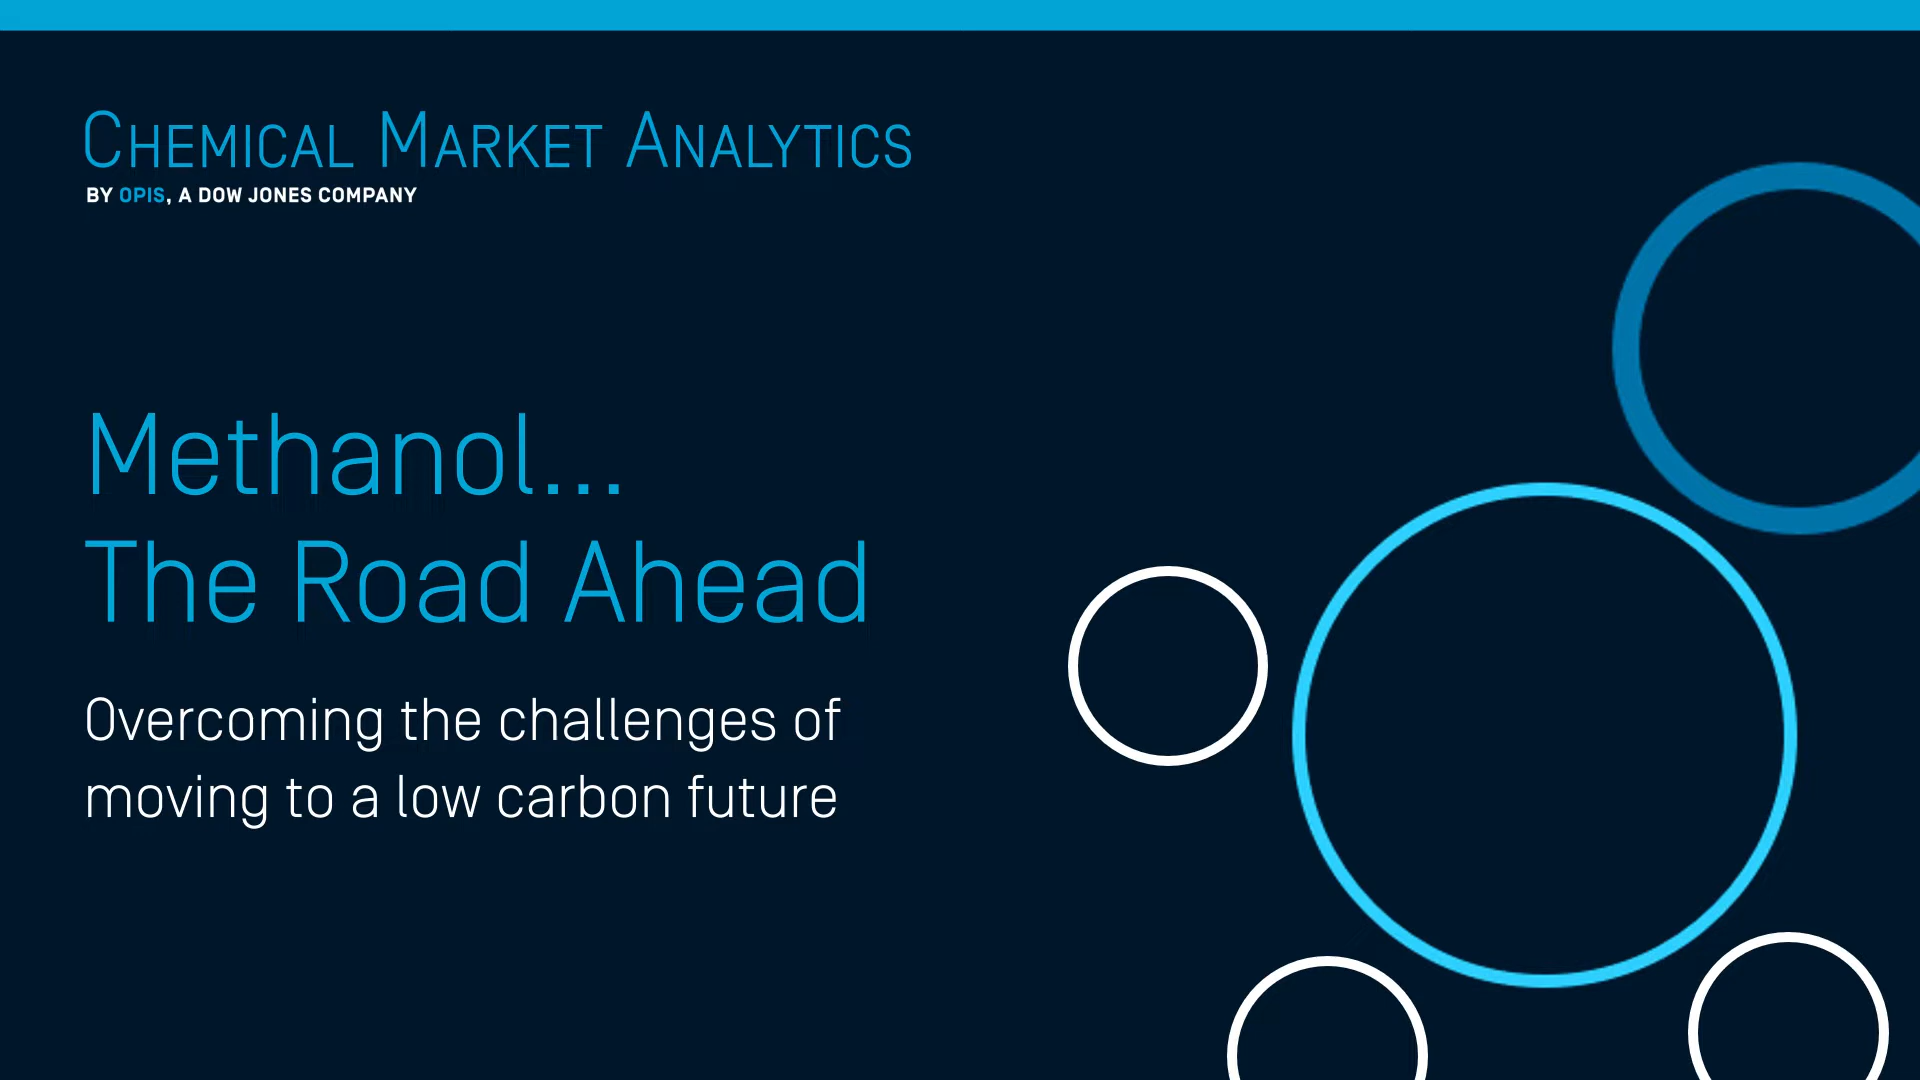 CHEMICAL MARKET ANALYTICS
BY OPIS, A DOW JONES COMPANY
Methanol...
The Road Ahead
Overcoming the challenges of
moving to a low carbon future